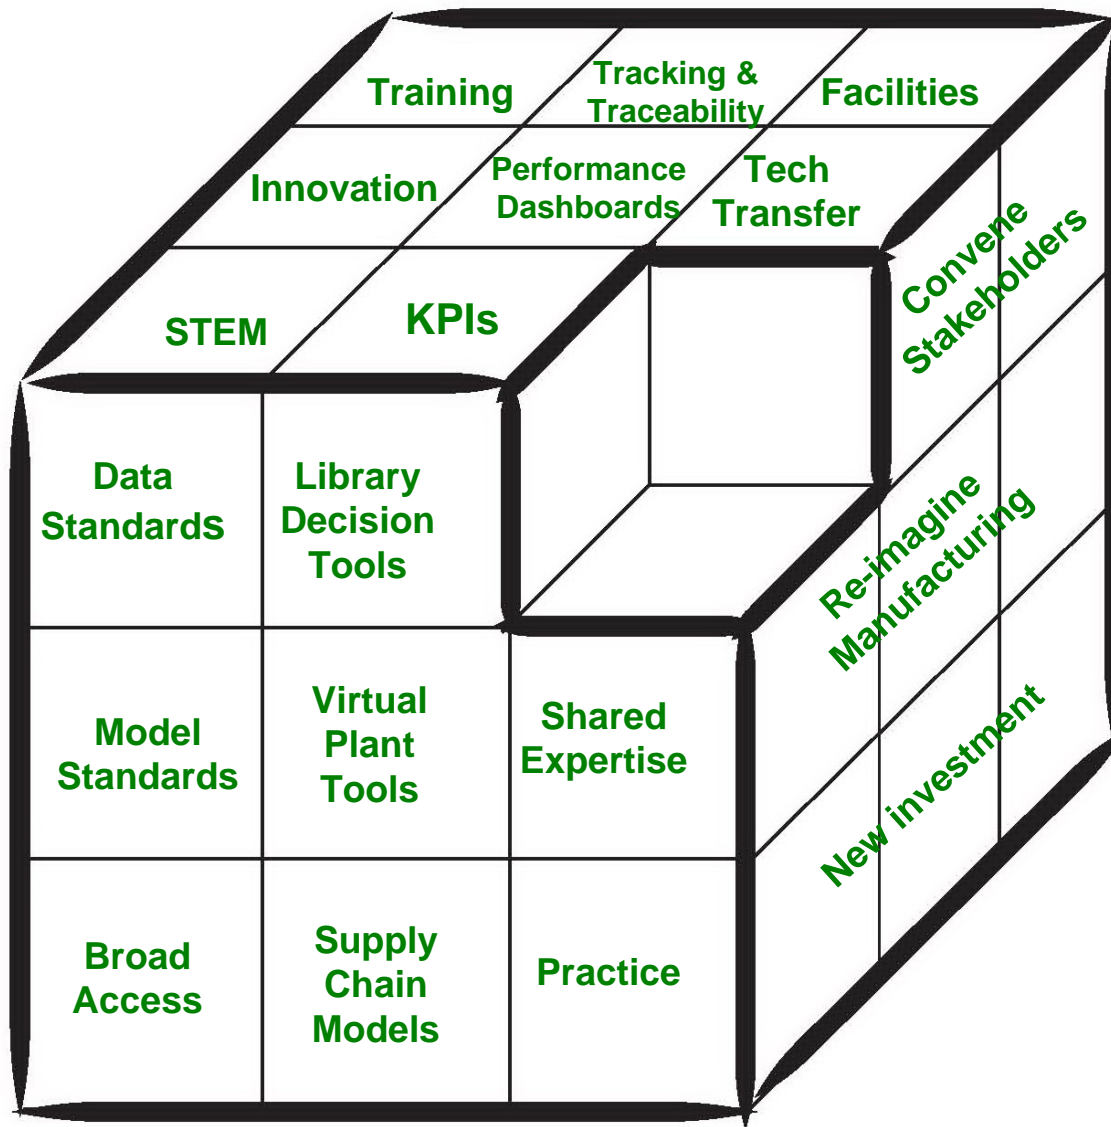 Training
Tracking &
Traceability
Facilities
Innovation
Performance
Dashboards
Tech
Transfer
STEM
KPIs
Convene
Stakeholders
Data
Standards
Library
Decision
Tools
Re-imagine
Manufacturing
Model
Standards
Virtual
Plant
Tools
Shared
Expertise
New investment
Broad
Access
Supply
Chain
Models
Practice